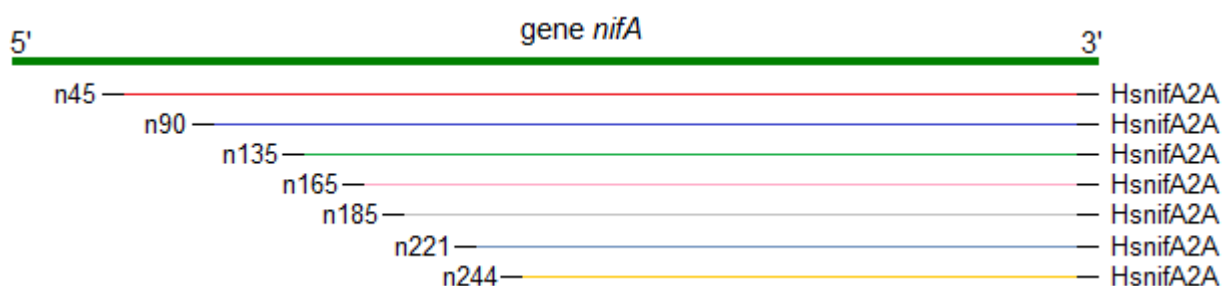 gene nifA
5' 3'
n45 HsnifA2A
n90 HsnifA2A
n135 HsnifA2A
n165 HsnifA2A
n185 HsnifA2A
n221 HsnifA2A
n244 HsnifA2A